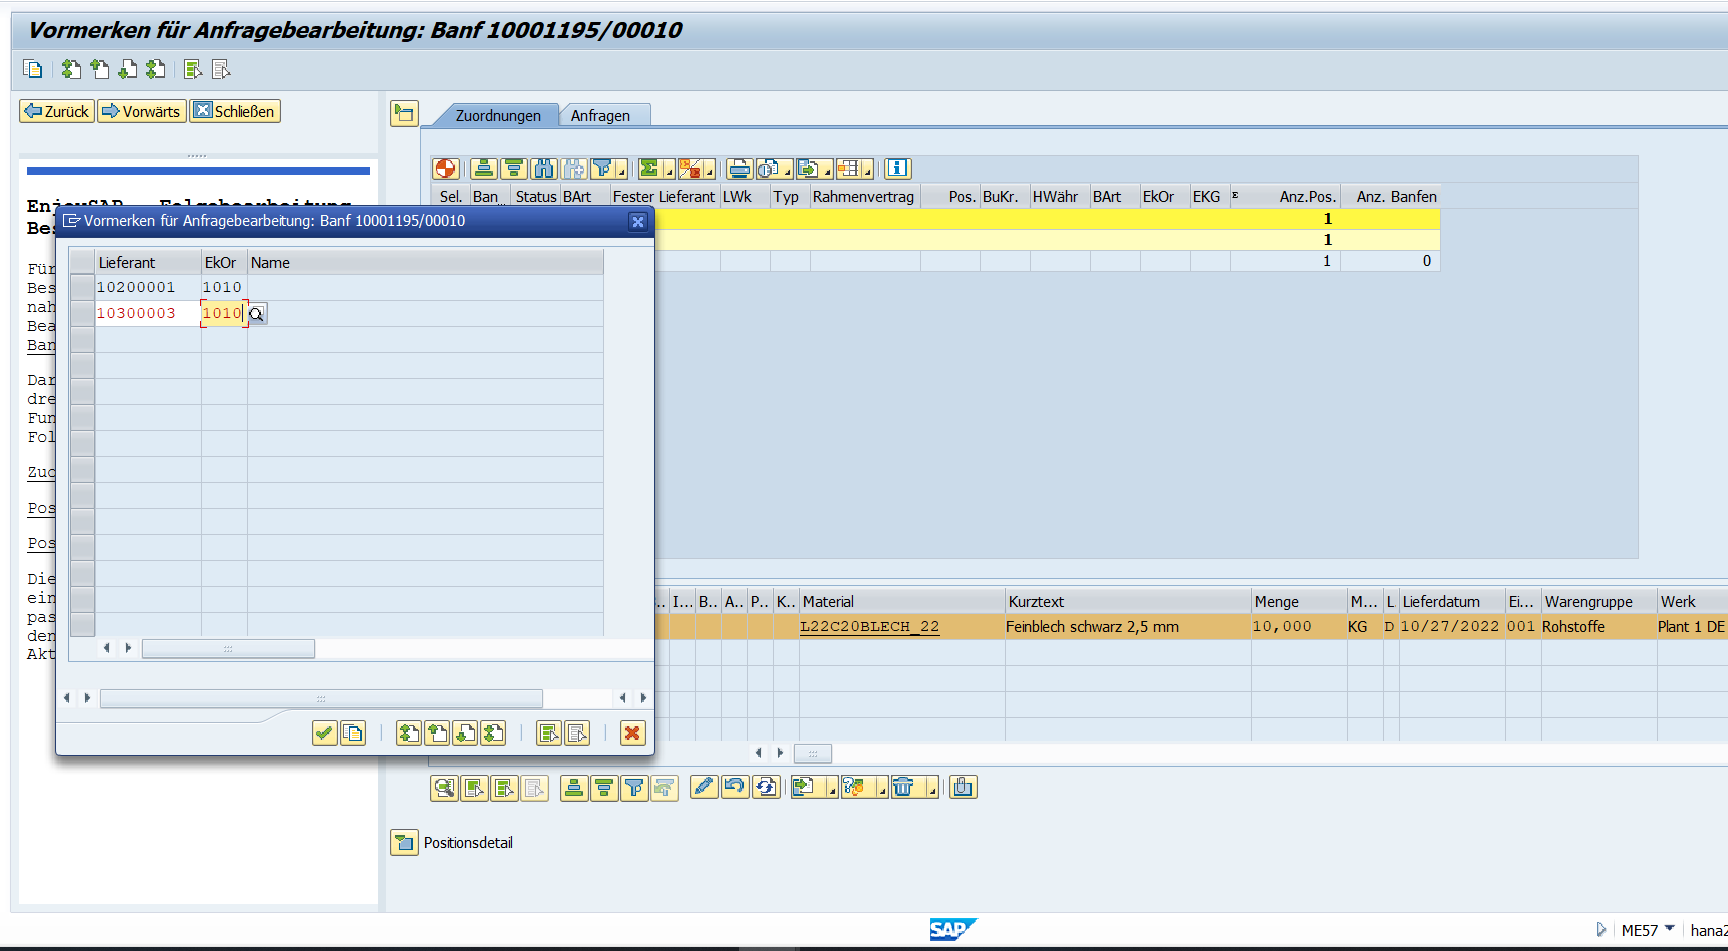 Vormerken für Anfragebearbeitung: Banf 10001195/00010
Zurück Vorwärts Schließen
Zuordnungen Anfragen
Sel. Ban... Status BArt Fester Lieferant LWk Typ Rahmenvertrag Pos. BuKr. HWähr BArt EkOr EKG Σ Anz.Pos. Anz. Banfen
1
1
1 0
Für
Bes
nah
Bea
Ban
Dar
dre
Fun
Fol
Zuo
Pos
Pos
Die
ein
pas
den
Akt
Vormerken für Anfragebearbeitung: Banf 10001195/00010
Lieferant EkOr Name
10200001 1010
10300003 1010
I... B.. A.. P.. K.. Material Kurztext Menge M... L Lieferdatum Ei... Warengruppe Werk
L22C20BLECH_22 Feinblech schwarz 2,5 mm 10,000 KG D 10/27/2022 001 Rohstoffe Plant 1 DE
Positionsdetail
SAP
ME57 hana2